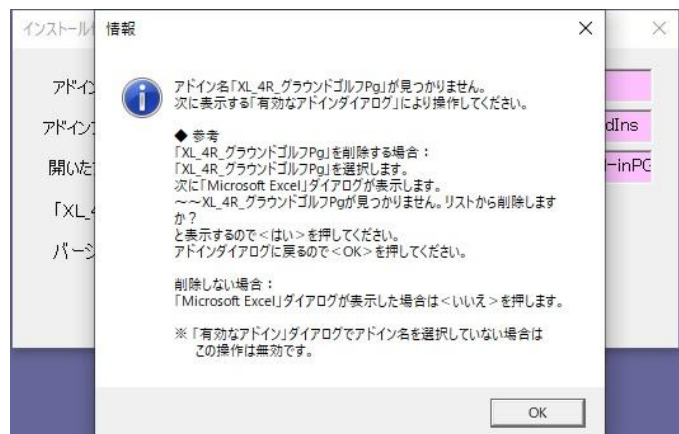 インストール
情報
アドイン名「XL_4R_グラウンドゴルフPg」が見つかりません。
次に表示する「有効なアドインダイアログ」により操作してください。
◆ 参考
「XL_4R_グラウンドゴルフPg」を削除する場合：
「XL_4R_グラウンドゴルフPg」を選択します。
次に「Microsoft Excel」ダイアログが表示します。
～～XL_4R_グラウンドゴルフPgが見つかりません。リストから削除します
か？
と表示するので＜はい＞を押してください。
アドインダイアログに戻るので＜OK＞を押してください。
削除しない場合：
「Microsoft Excel」ダイアログが表示した場合は＜いいえ＞を押します。
※「有効なアドイン」ダイアログでアドイン名を選択していない場合は
この操作は無効です。
OK
アドイン
アドイン
dIns
開いた
-inPG
「XL_4
バージ